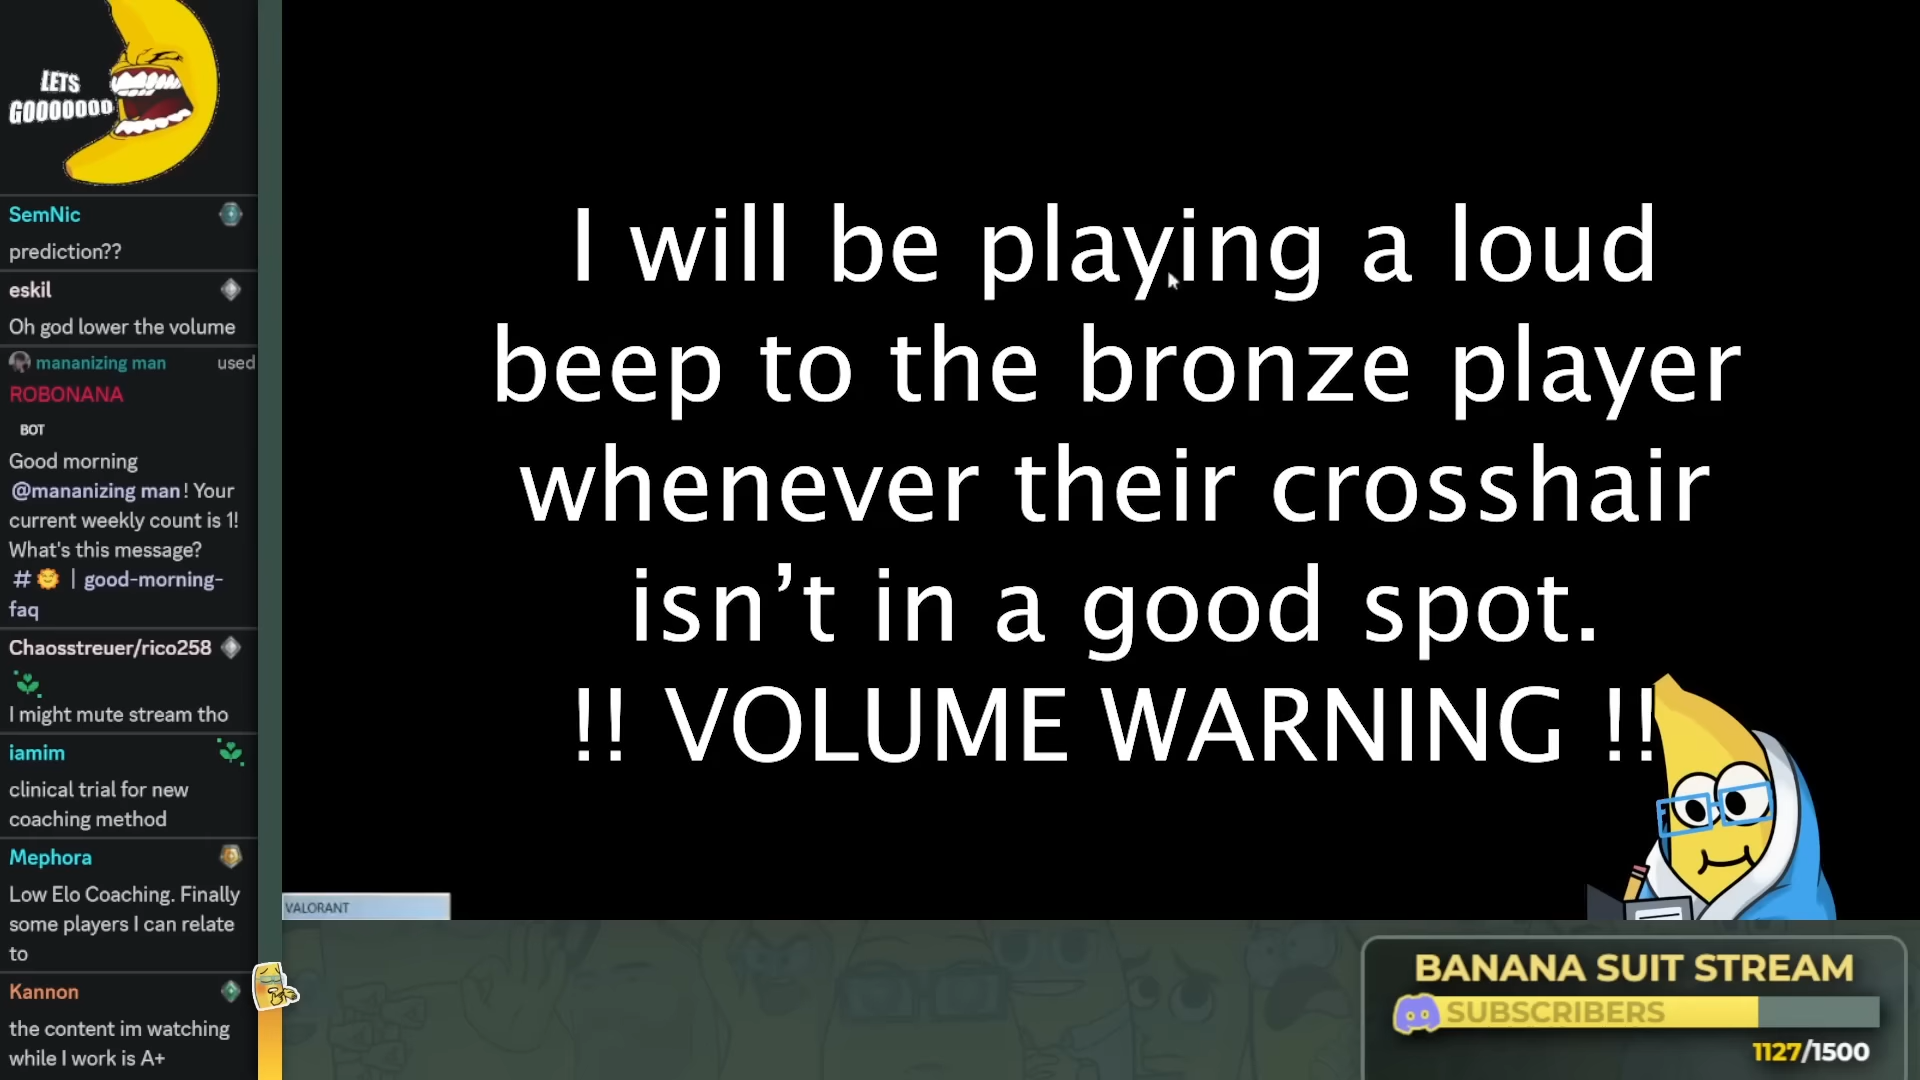 LETS
GOOOOOOO
SemNic
prediction??
eskil
Oh god lower the volume
mananizing man used
ROBONANA
BOT
Good morning
@mananizing man! Your
current weekly count is 1!
What's this message?
# | good-morning-
faq
Chaosstreuer/rico258
I might mute stream tho
iamim
clinical trial for new
coaching method
Mephora
Low Elo Coaching. Finally
some players I can relate
to
Kannon
the content im watching
while I work is A+
I will be playing a loud
beep to the bronze player
whenever their crosshair
isn’t in a good spot.
!! VOLUME WARNING !!
VALORANT
BANANA SUIT STREAM
SUBSCRIBERS
1127/1500